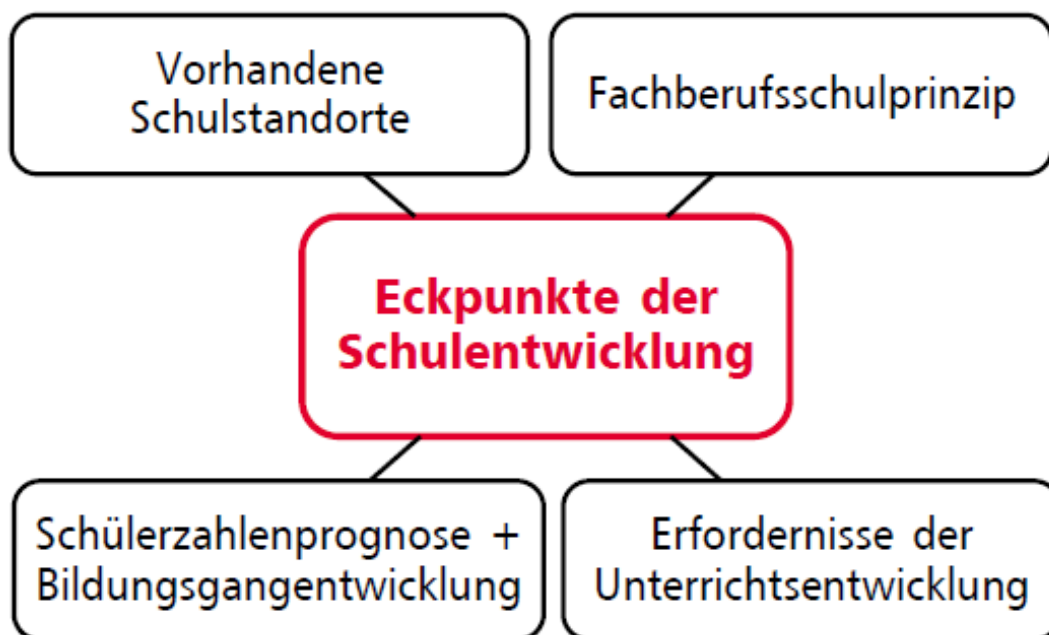 Vorhandene
Schulstandorte
Fachberufsschulprinzip
Eckpunkte der
Schulentwicklung
Schülerzahlenprognose +
Bildungsgangentwicklung
Erfordernisse der
Unterrichtsentwicklung